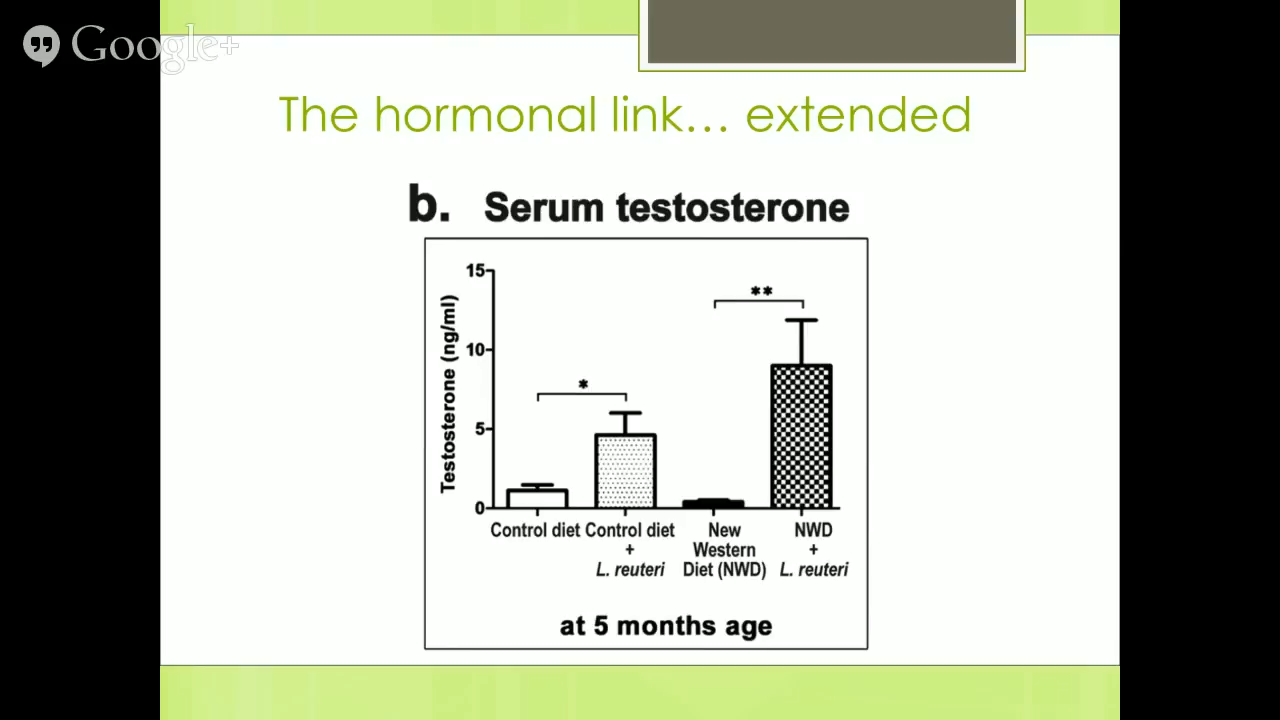 Google+
The hormonal link... extended
b. Serum testosterone
Testosterone (ng/ml)
15
10
5
0
*
**
Control diet
Control diet
+
L. reuteri
New
Western
Diet (NWD)
NWD
+
L. reuteri
at 5 months age